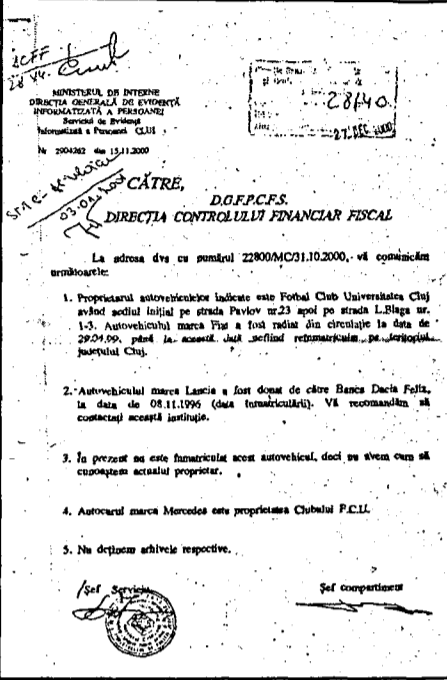 MINISTERUL DE INTERNE
DIRECȚIA GENERALĂ DE EVIDENȚĂ
INFORMATIZATĂ A PERSOANEI
Serviciul de Evidență
Informatizată a Persoanei CLUJ
Nr 2904262 din 15.11.2000
28140
27 DEC 2000
03.01.
CĂTRE,
D.G.F.P.C.F.S.
DIRECȚIA CONTROLULUI FINANCIAR FISCAL
La adresa dvs cu numărul 22800/MC/31.10.2000, vă comunicăm
următoarele:
1. Proprietarul autovehiculelor indicate este Fotbal Club Universitatea Cluj
având sediul inițial pe strada Pavlov nr.23 apoi pe strada L.Blaga nr.
1-3. Autovehiculul marca Fiat a fost radiat din circulație la data de
29.04.99, până la această dată nefiind reînmatriculat pe teritoriul
județului Cluj.
2. Autovehiculul marca Lancia a fost donat de către Banca Dacia Felix,
la data de 08.11.1996 (data înmatriculării). Vă recomandăm să
contactați această instituție.
3. În prezent nu este înmatriculat acest autovehicul, deci nu avem cum să
cunoaștem actualul proprietar.
4. Autocarul marca Mercedes este proprietatea Clubului F.C.U.
5. Nu deținem arhivele respective.
/Șef Serviciu
Șef compartiment